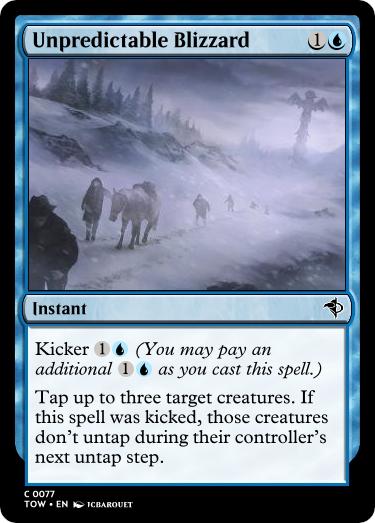 Unpredictable Blizzard 1
Instant
Kicker 1 (You may pay an
additional 1 as you cast this spell.)
Tap up to three target creatures. If
this spell was kicked, those creatures
don't untap during their controller's
next untap step.
C 0077
TOW • EN JCBAROUET